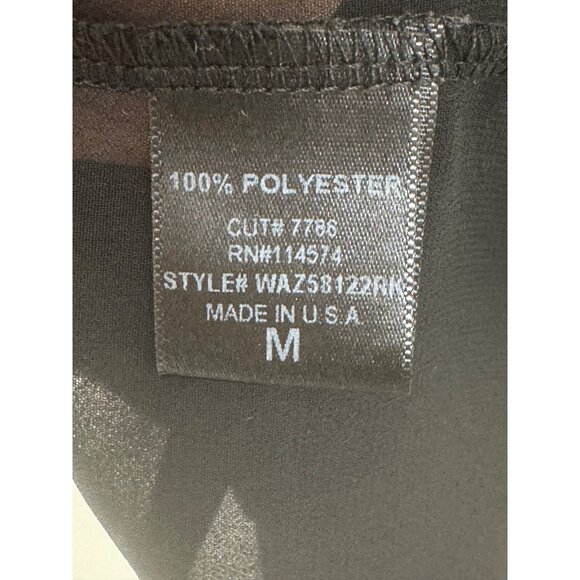 100% POLYESTER
CUT# 7786
RN#114574
STYLE# WAZ58122RK
MADE IN U.S.A
M